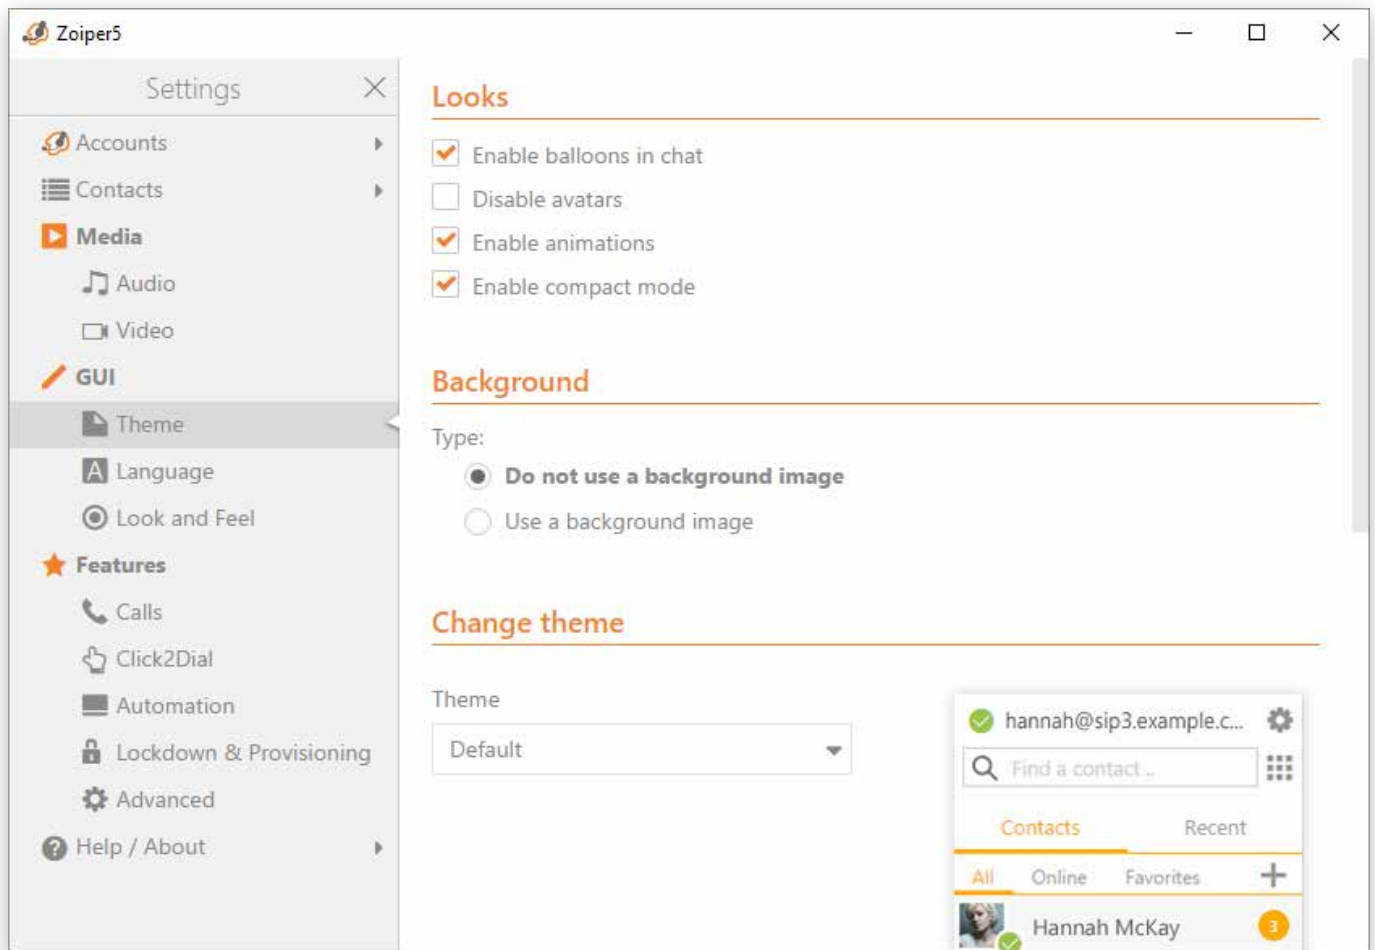 Zoiper5
Settings
Accounts
Contacts
Media
Audio
Video
GUI
Theme
Language
Look and Feel
Features
Calls
Click2Dial
Automation
Lockdown & Provisioning
Advanced
Help / About
Looks
Enable balloons in chat
Disable avatars
Enable animations
Enable compact mode
Background
Type:
Do not use a background image
Use a background image
Change theme
Theme
Default
hannah@sip3.example.c...
Find a contact ..
Contacts Recent
All Online Favorites
Hannah McKay 3